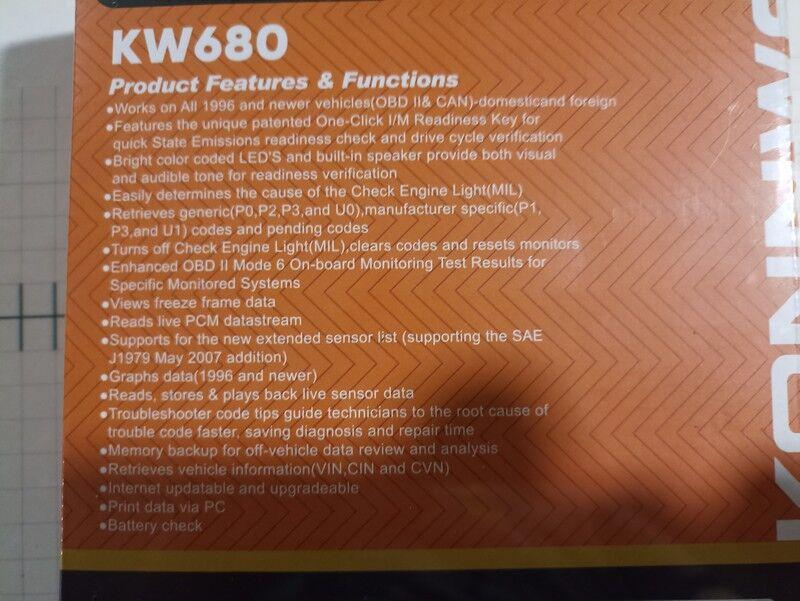 KW680
Product Features & Functions
●Works on All 1996 and newer vehicles(OBD II& CAN)-domesticand foreign
●Features the unique patented One-Click I/M Readiness Key for
quick State Emissions readiness check and drive cycle verification
●Bright color coded LED'S and built-in speaker provide both visual
and audible tone for readiness verification
●Easily determines the cause of the Check Engine Light(MIL)
●Retrieves generic(P0,P2,P3,and U0),manufacturer specific(P1,
P3,and U1) codes and pending codes
●Turns off Check Engine Light(MIL),clears codes and resets monitors
●Enhanced OBD II Mode 6 On-board Monitoring Test Results for
Specific Monitored Systems
●Views freeze frame data
●Reads live PCM datastream
●Supports for the new extended sensor list (supporting the SAE
J1979 May 2007 addition)
●Graphs data(1996 and newer)
●Reads, stores & plays back live sensor data
●Troubleshooter code tips guide technicians to the root cause of
trouble code faster, saving diagnosis and repair time
●Memory backup for off-vehicle data review and analysis
●Retrieves vehicle information(VIN,CIN and CVN)
●Internet updatable and upgradeable
●Print data via PC
●Battery check
KONNWE